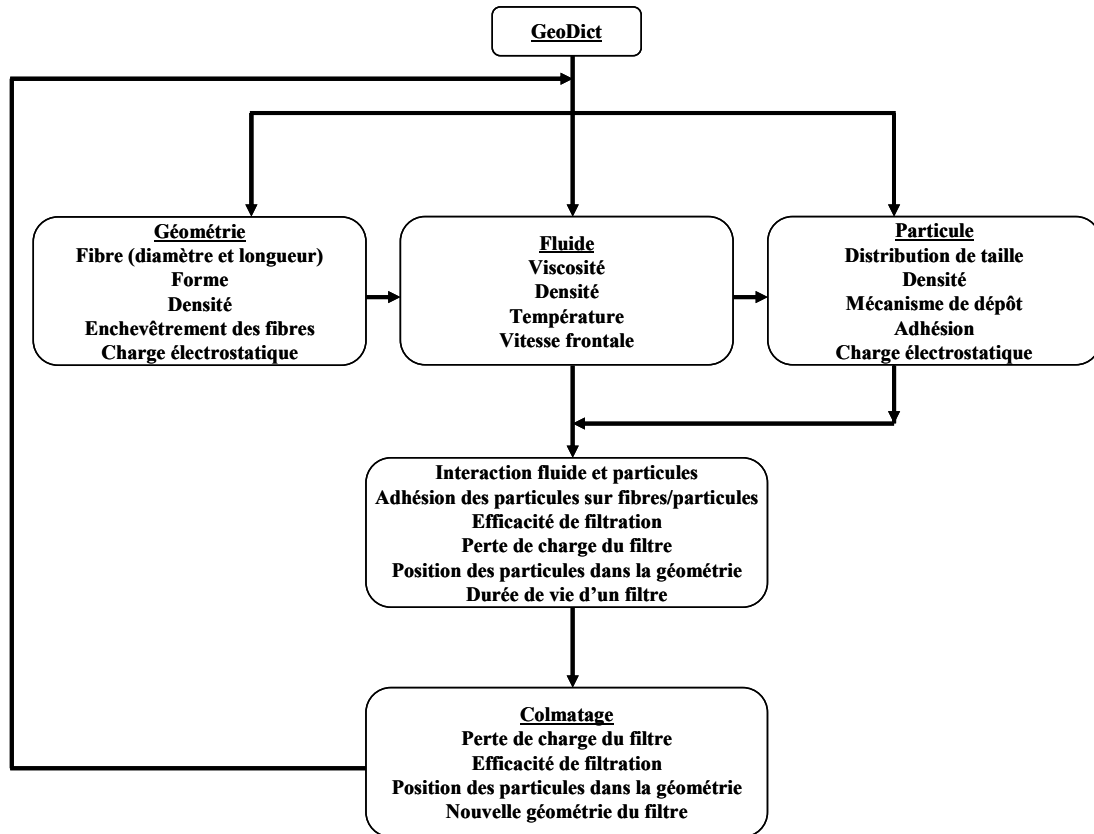 GeoDict
Géométrie
Fibre (diamètre et longueur)
Forme
Densité
Enchevêtrement des fibres
Charge électrostatique
Fluide
Viscosité
Densité
Température
Vitesse frontale
Particule
Distribution de taille
Densité
Mécanisme de dépôt
Adhésion
Charge électrostatique
Interaction fluide et particules
Adhésion des particules sur fibres/particules
Efficacité de filtration
Perte de charge du filtre
Position des particules dans la géométrie
Durée de vie d'un filtre
Colmatage
Perte de charge du filtre
Efficacité de filtration
Position des particules dans la géométrie
Nouvelle géométrie du filtre